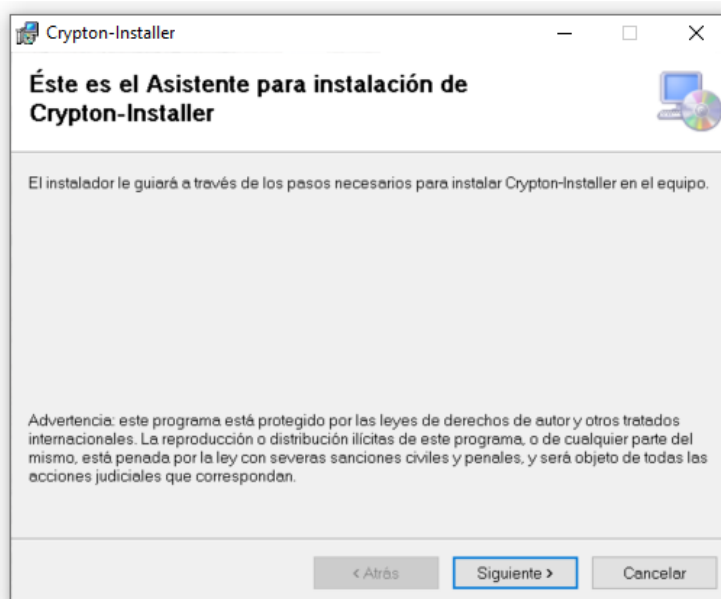 Crypton-Installer
Éste es el Asistente para instalación de
Crypton-Installer
El instalador le guiará a través de los pasos necesarios para instalar Crypton-Installer en el equipo.
Advertencia: este programa está protegido por las leyes de derechos de autor y otros tratados
internacionales. La reproducción o distribución ilícitas de este programa, o de cualquier parte del
mismo, está penada por la ley con severas sanciones civiles y penales, y será objeto de todas las
acciones judiciales que correspondan.
< Atrás
Siguiente >
Cancelar